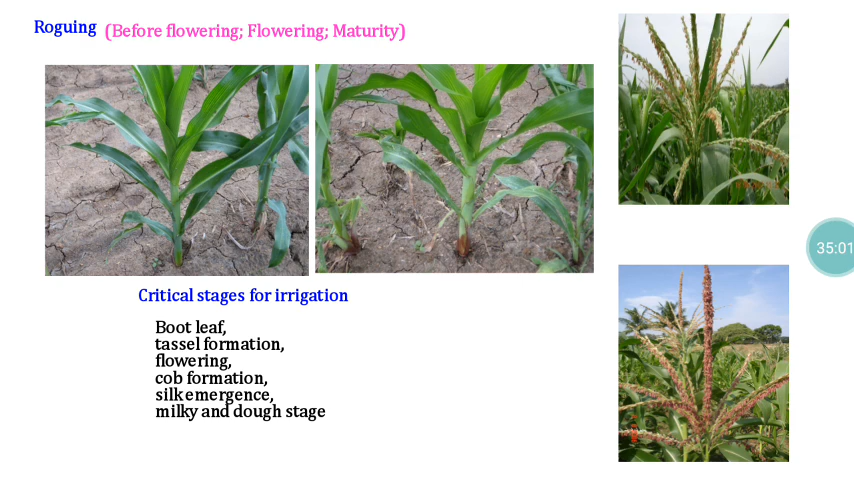 Roguing (Before flowering; Flowering; Maturity)
35:01
Critical stages for irrigation
Boot leaf,
tassel formation,
flowering,
cob formation,
silk emergence,
milky and dough stage